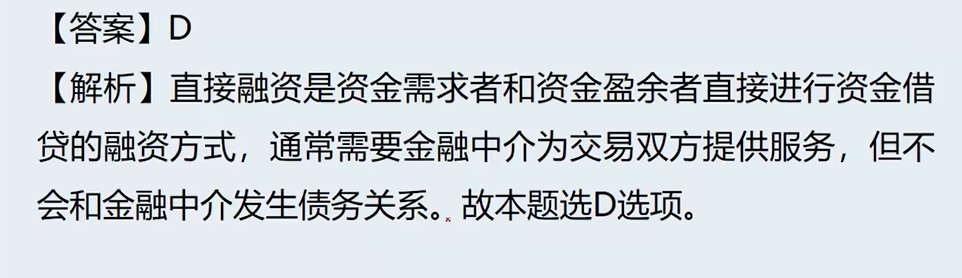 【答案】D
【解析】直接融资是资金需求者和资金盈余者直接进行资金借
贷的融资方式，通常需要金融中介为交易双方提供服务，但不
会和金融中介发生债务关系。故本题选D选项。